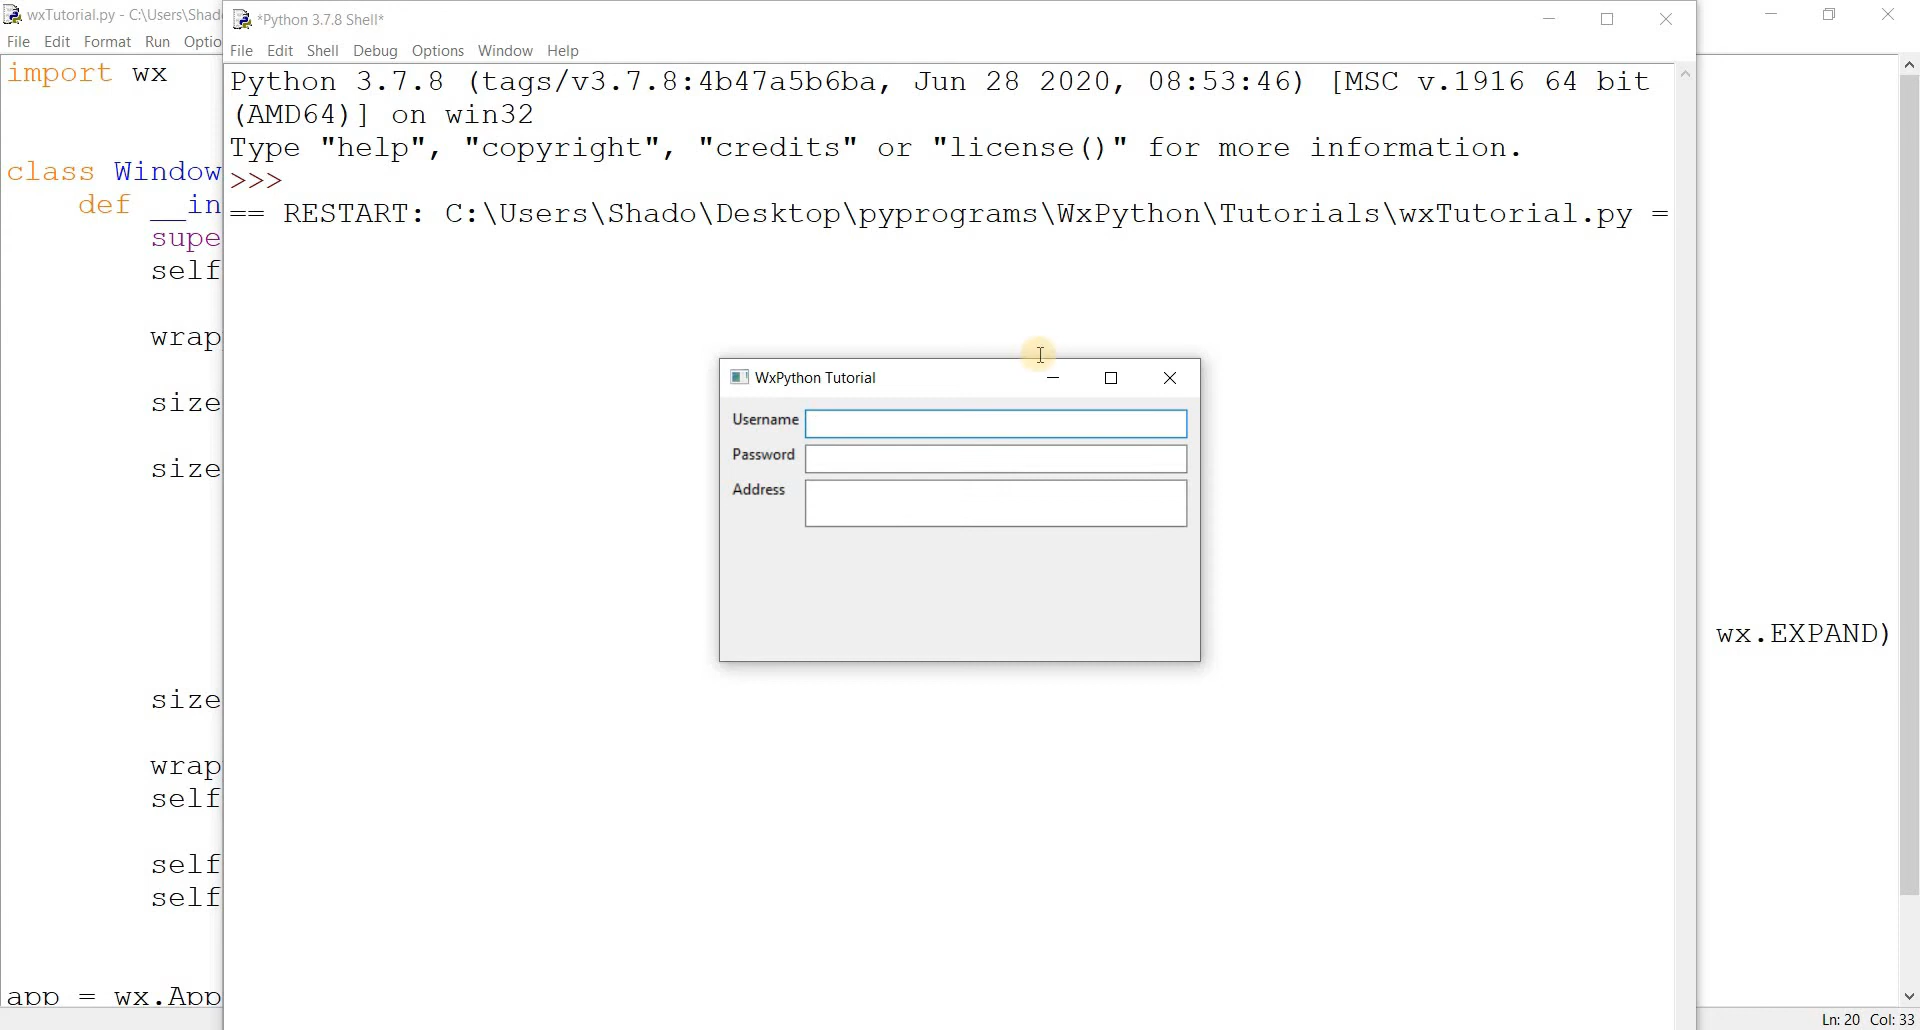 wxTutorial.py - C:\Users\Shad
File Edit Format Run Optio
import wx
class Window
def __in
supe
self
wrap
size
size
size
wrap
self
self
self
app = wx.App
*Python 3.7.8 Shell*
File Edit Shell Debug Options Window Help
Python 3.7.8 (tags/v3.7.8:4b47a5b6ba, Jun 28 2020, 08:53:46) [MSC v.1916 64 bit
(AMD64)] on win32
Type "help", "copyright", "credits" or "license()" for more information.
>>>
== RESTART: C:\Users\Shado\Desktop\pyprograms\WxPython\Tutorials\wxTutorial.py =
WxPython Tutorial
Username
Password
Address
wx.EXPAND)
Ln: 20 Col: 33